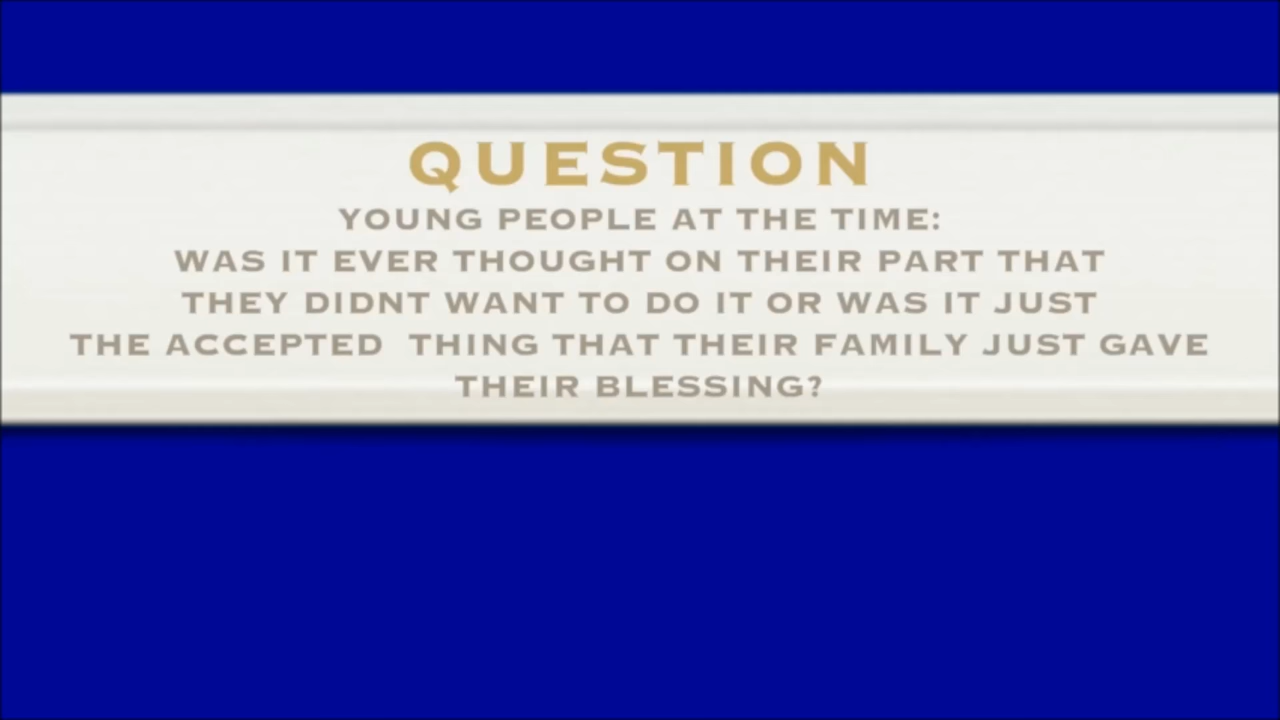 QUESTION
YOUNG PEOPLE AT THE TIME:
WAS IT EVER THOUGHT ON THEIR PART THAT
THEY DIDNT WANT TO DO IT OR WAS IT JUST
THE ACCEPTED  THING THAT THEIR FAMILY JUST GAVE
THEIR BLESSING?